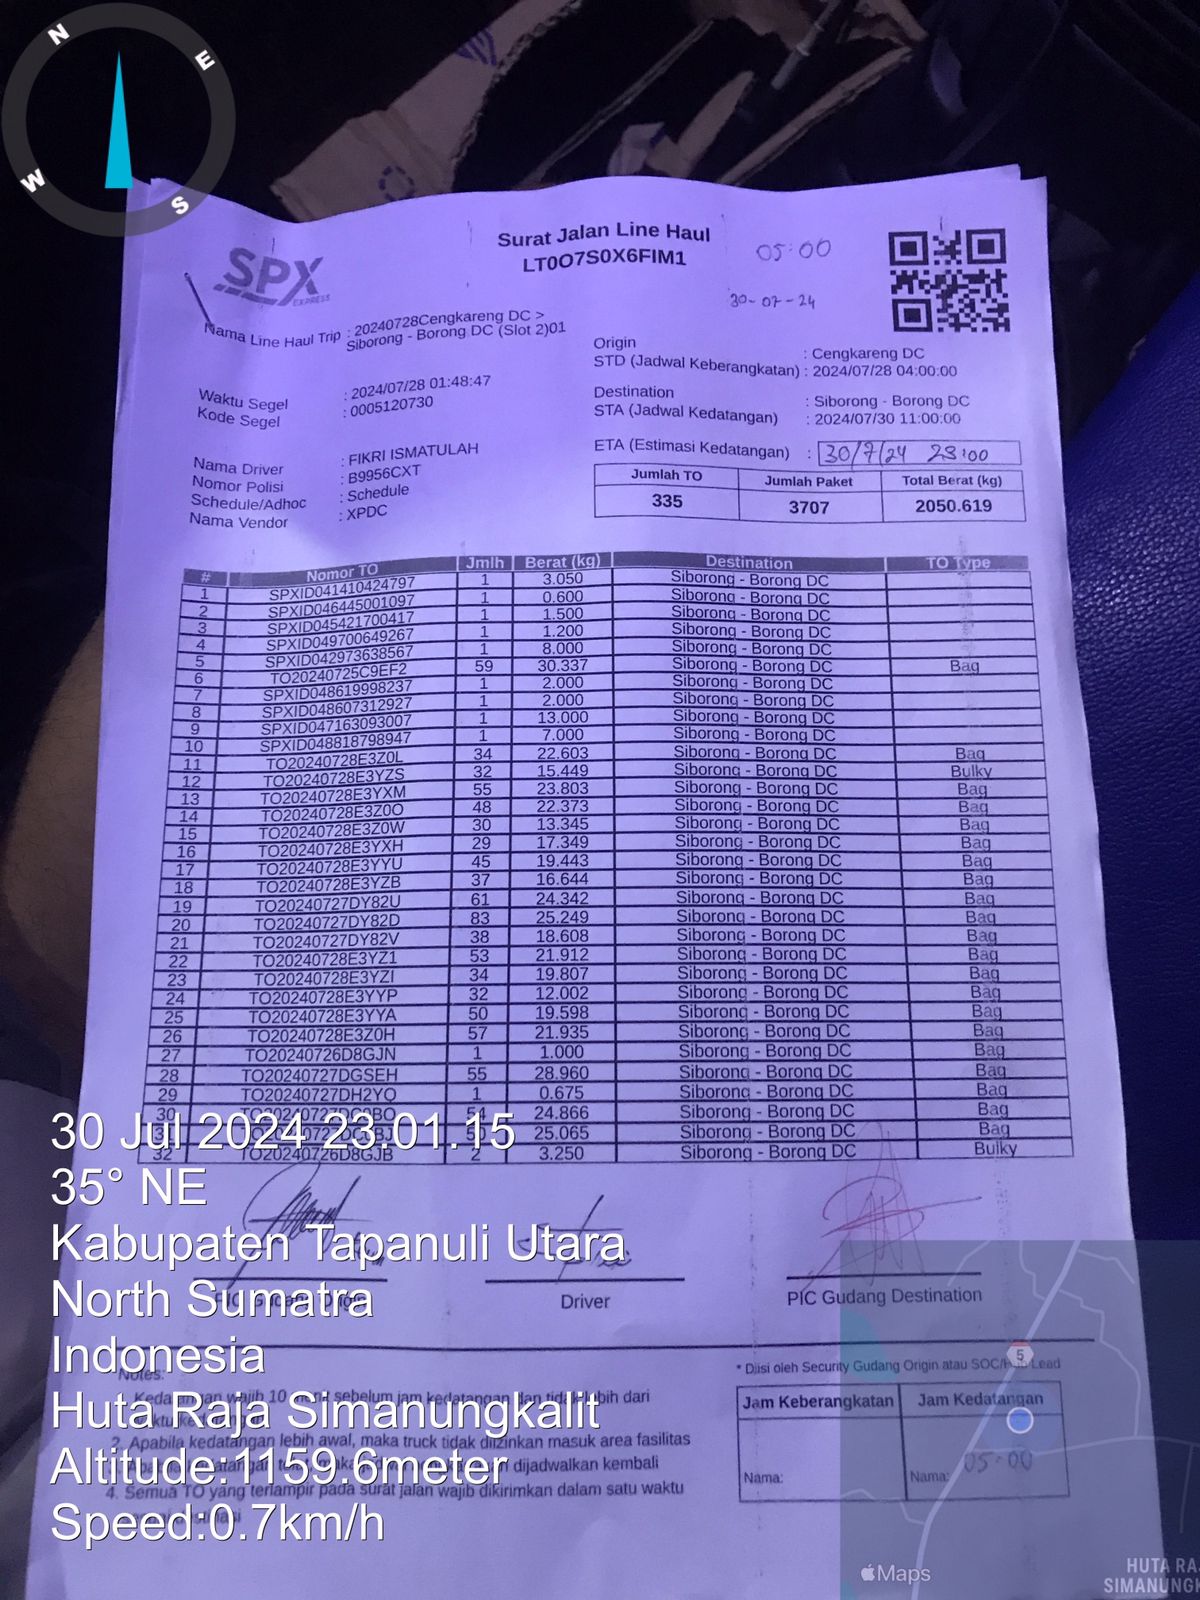 N
E
W
S
SPX
EXPRESS
Surat Jalan Line Haul
LT0O7S0X6FIM1
05:00
30-07-24
Nama Line Haul Trip : 20240728Cengkareng DC >
Siborong - Borong DC (Slot 2)01
Waktu Segel : 2024/07/28 01:48:47
Kode Segel : 0005120730
Nama Driver : FIKRI ISMATULAH
Nomor Polisi : B9956CXT
Schedule/Adhoc : Schedule
Nama Vendor : XPDC
Origin : Cengkareng DC
STD (Jadwal Keberangkatan) : 2024/07/28 04:00:00
Destination : Siborong - Borong DC
STA (Jadwal Kedatangan) : 2024/07/30 11:00:00
ETA (Estimasi Kedatangan) : 30/7/24 23:00
Jumlah TO Jumlah Paket Total Berat (kg)
335 3707 2050.619
# Nomor TO Jmlh Berat (kg) Destination TO Type
1 SPXID041410424797 1 3.050 Siborong - Borong DC
2 SPXID046445001097 1 0.600 Siborong - Borong DC
3 SPXID045421700417 1 1.500 Siborong - Borong DC
4 SPXID049700649267 1 1.200 Siborong - Borong DC
5 SPXID042973638567 1 8.000 Siborong - Borong DC
6 TO20240725C9EF2 59 30.337 Siborong - Borong DC Bag
7 SPXID048619998237 1 2.000 Siborong - Borong DC
8 SPXID048607312927 1 2.000 Siborong - Borong DC
9 SPXID047163093007 1 13.000 Siborong - Borong DC
10 SPXID048818798947 1 7.000 Siborong - Borong DC
11 TO20240728E3Z0L 34 22.603 Siborong - Borong DC Bag
12 TO20240728E3YZS 32 15.449 Siborong - Borong DC Bulky
13 TO20240728E3YXM 55 23.803 Siborong - Borong DC Bag
14 TO20240728E3Z0O 48 22.373 Siborong - Borong DC Bag
15 TO20240728E3Z0W 30 13.345 Siborong - Borong DC Bag
16 TO20240728E3YXH 29 17.349 Siborong - Borong DC Bag
17 TO20240728E3YYU 45 19.443 Siborong - Borong DC Bag
18 TO20240728E3YZB 37 16.644 Siborong - Borong DC Bag
19 TO20240727DY82U 61 24.342 Siborong - Borong DC Bag
20 TO20240727DY82D 83 25.249 Siborong - Borong DC Bag
21 TO20240727DY82V 38 18.608 Siborong - Borong DC Bag
22 TO20240728E3YZ1 53 21.912 Siborong - Borong DC Bag
23 TO20240728E3YZI 34 19.807 Siborong - Borong DC Bag
24 TO20240728E3YYP 32 12.002 Siborong - Borong DC Bag
25 TO20240728E3YYA 50 19.598 Siborong - Borong DC Bag
26 TO20240728E3Z0H 57 21.935 Siborong - Borong DC Bag
27 TO20240726D8GJN 1 1.000 Siborong - Borong DC Bag
28 TO20240727DGSEH 55 28.960 Siborong - Borong DC Bag
29 TO20240727DH2YQ 1 0.675 Siborong - Borong DC Bag
30 24.866 Siborong - Borong DC Bag
25.065 Siborong - Borong DC Bag
32 TO20240726D8GJB 2 3.250 Siborong - Borong DC Bulky
PIC Gudang Origin
Driver
PIC Gudang Destination
Notes:
wajib 10 sebelum jam kedatangan dan tidak lebih dari
2. Apabila kedatangan lebih awal, maka truck tidak diizinkan masuk area fasilitas
dijadwalkan kembali
4. Semua TO yang terlampir pada surat jalan wajib dikirimkan dalam satu waktu
* Diisi oleh Security Gudang Origin atau SOC/Hub Lead
Jam Keberangkatan Jam Kedatangan
05:00
Nama: Nama:
30 Jul 2024 23.01.15
35° NE
Kabupaten Tapanuli Utara
North Sumatra
Indonesia
Huta Raja Simanungkalit
Altitude:1159.6meter
Speed:0.7km/h
5
Maps
HUTA RA
SIMANUNGK